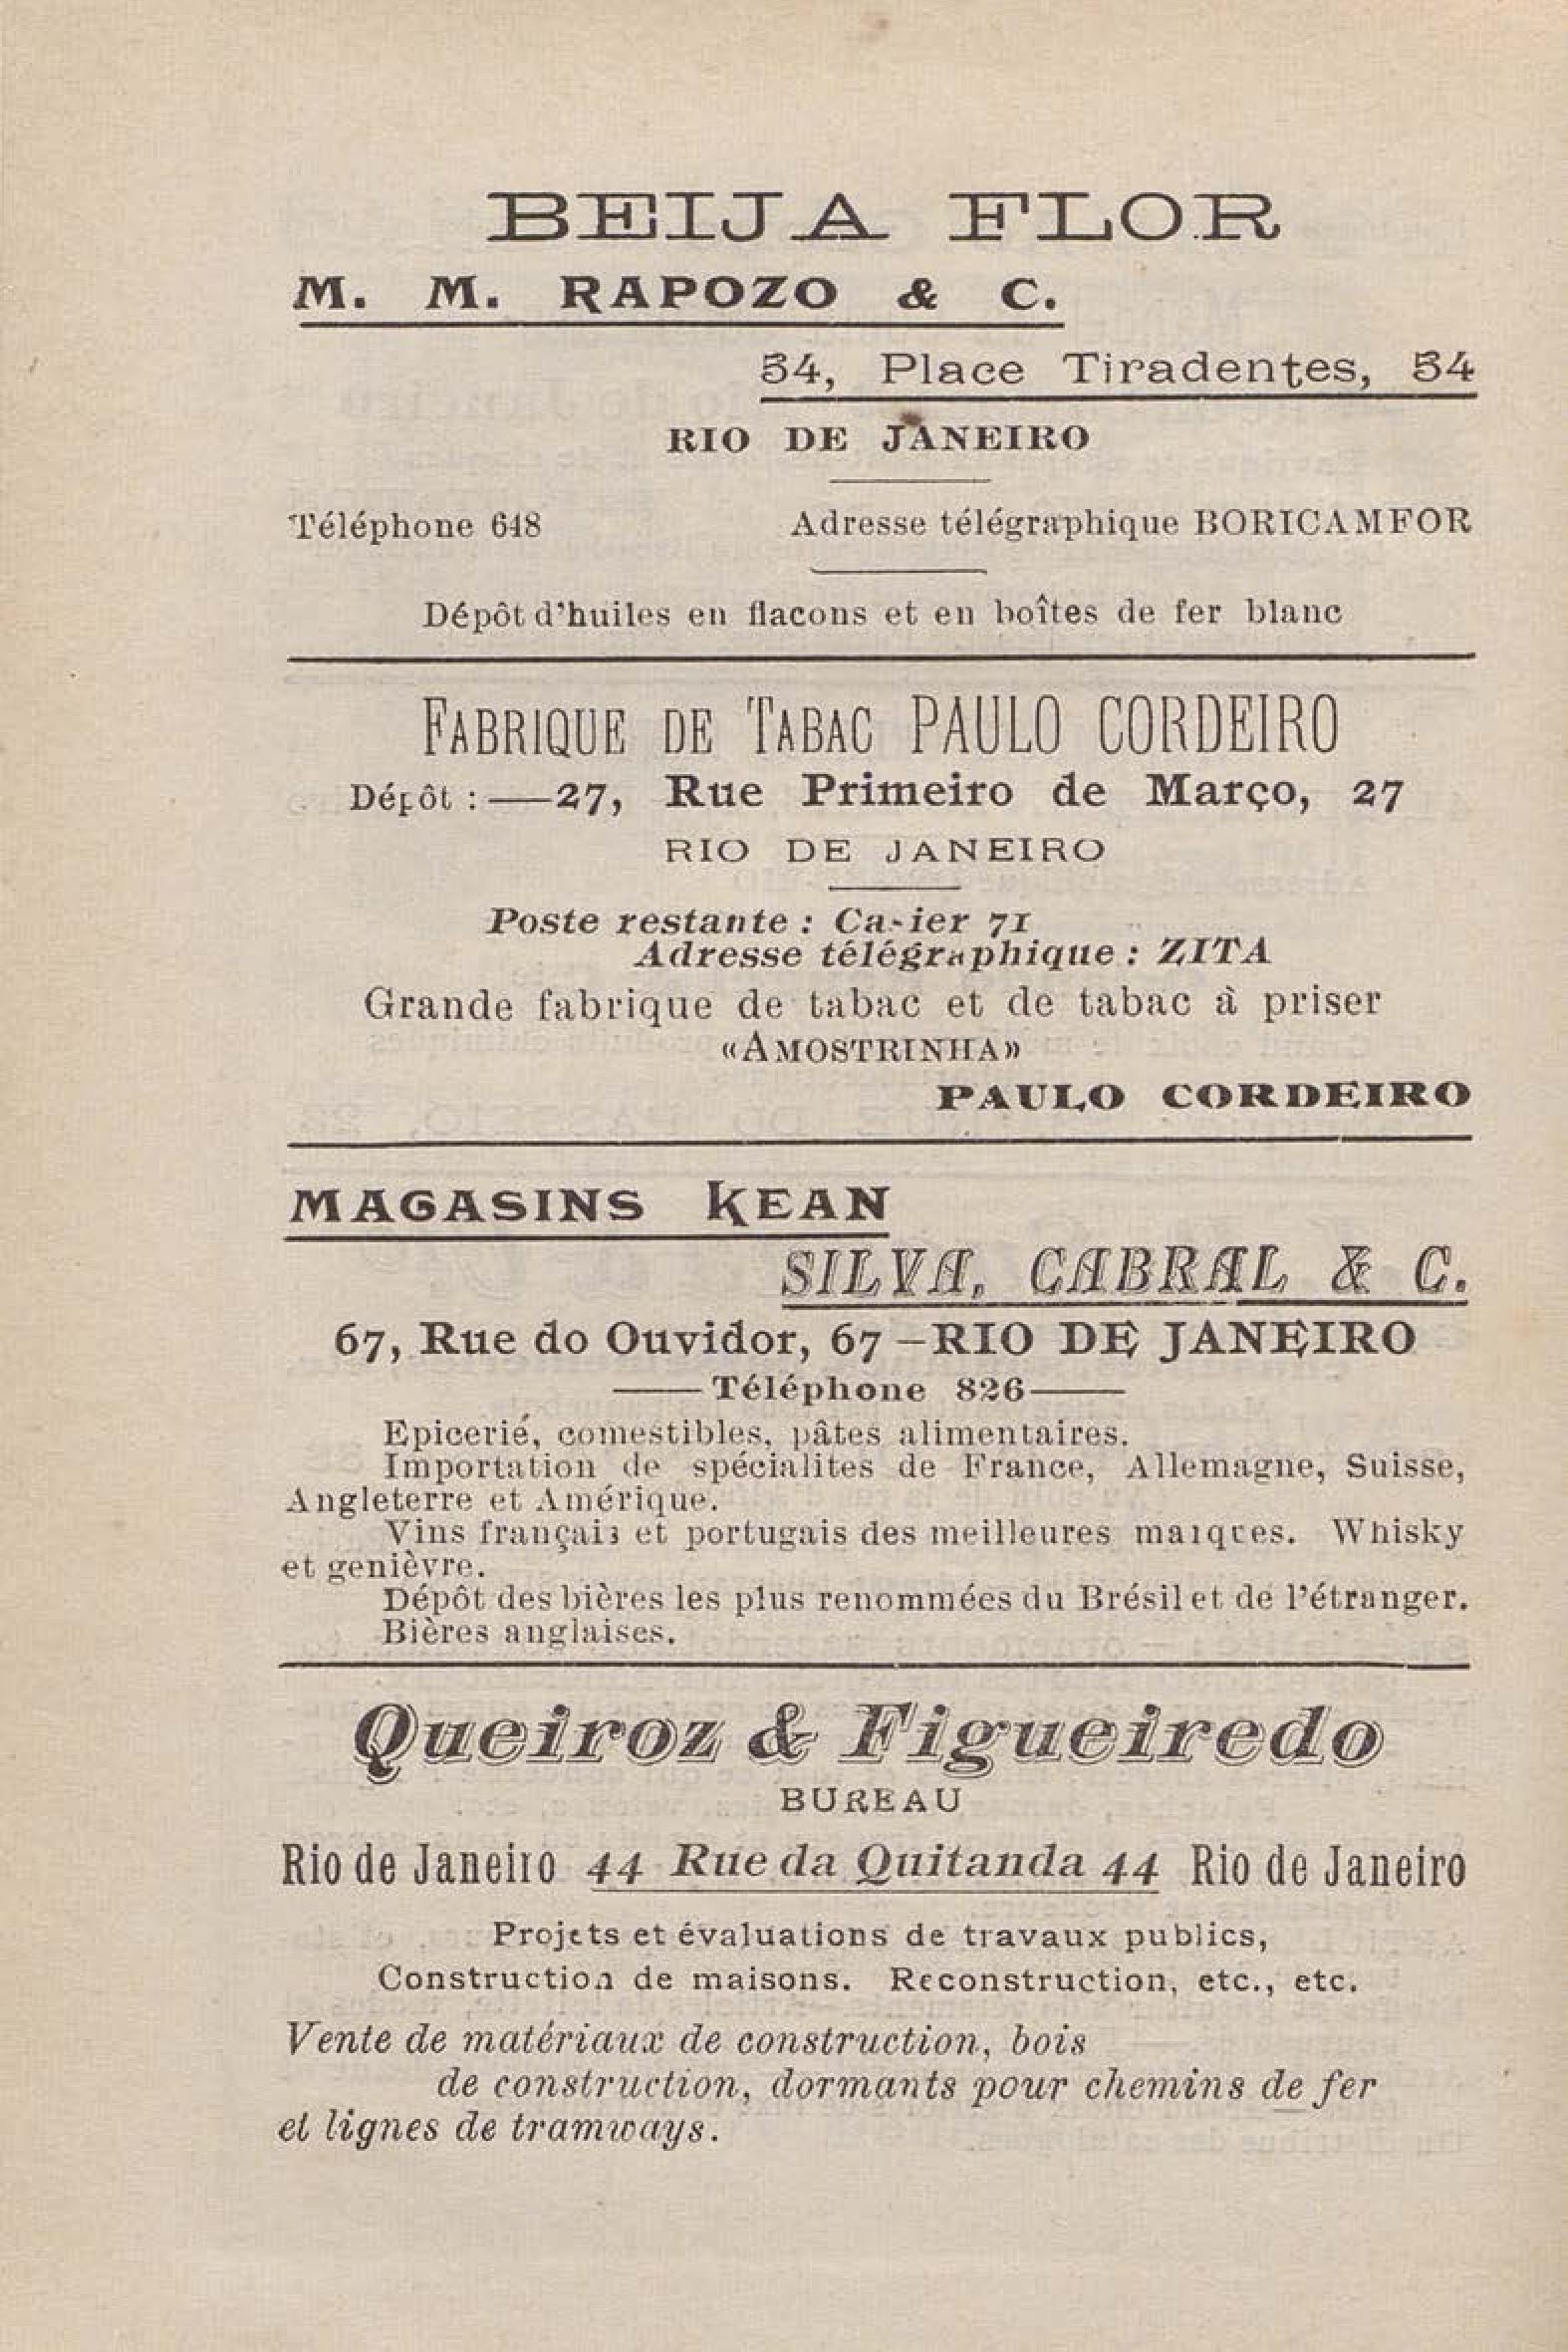 BEIJA FLOR
M. M. RAPOZO & C.
54, Place Tiradentes, 54
RIO DE JANEIRO
Téléphone 648 Adresse télégraphique BORICAMFOR
Dépôt d'huiles en flacons et en boîtes de fer blanc
FABRIQUE DE TABAC PAULO CORDEIRO
Dépôt :—27, Rue Primeiro de Março, 27
RIO DE JANEIRO
Poste restante : Casier 71
Adresse télégraphique : ZITA
Grande fabrique de tabac et de tabac à priser
«AMOSTRINHA»
PAULO CORDEIRO
MAGASINS KEAN
SILVA, CABRAL & C.
67, Rue do Ouvidor, 67 —RIO DE JANEIRO
—Téléphone 826—
Epicerié, comestibles, pâtes alimentaires.
Importation de spécialites de France, Allemagne, Suisse,
Angleterre et Amérique.
Vins français et portugais des meilleures marques. Whisky
et genièvre.
Dépôt des bières les plus renommées du Brésil et de l'étranger.
Bières anglaises.
Queiroz & Figueiredo
BUREAU
Rio de Janeiro 44 Rue da Quitanda 44 Rio de Janeiro
Projets et évaluations de travaux publics,
Construction de maisons. Reconstruction, etc., etc.
Vente de matériaux de construction, bois
de construction, dormants pour chemins de fer
et lignes de tramways.